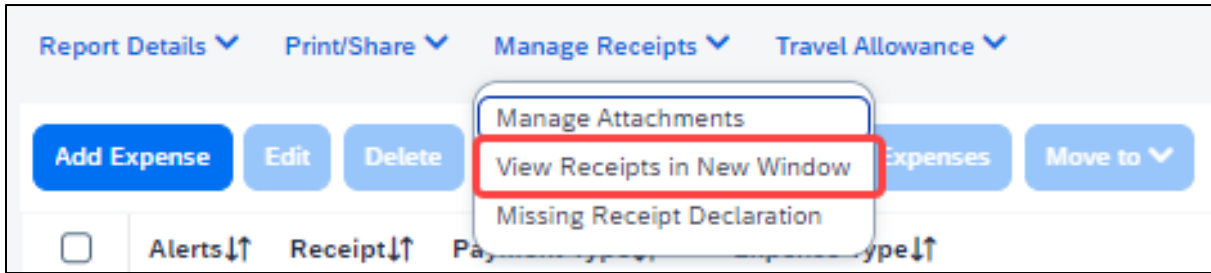 Report Details Print/Share Manage Receipts Travel Allowance
Manage Attachments
Add Expense Edit Delete View Receipts in New Window Expenses Move to
Missing Receipt Declaration
Alerts Receipt